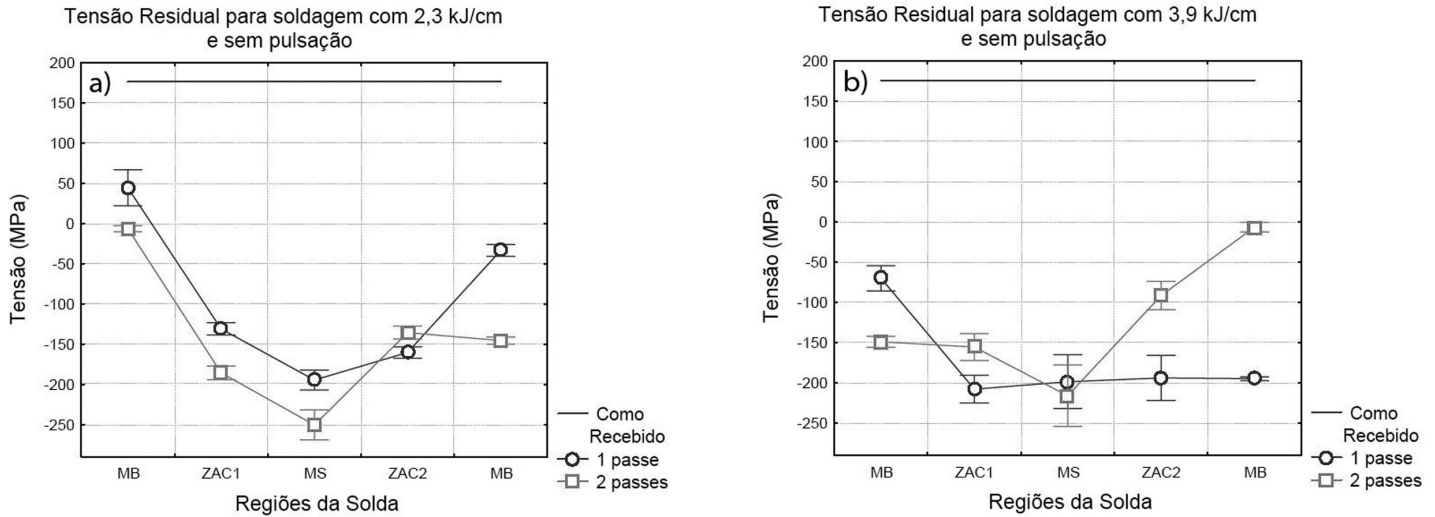 Tensão Residual para soldagem com 2,3 kJ/cm
e sem pulsação
a)
200
150
100
50
0
-50
-100
-150
-200
-250
Tensão (MPa)
MB
ZAC1
MS
ZAC2
MB
Regiões da Solda
Como
Recebido
1 passe
2 passes
Tensão Residual para soldagem com 3,9 kJ/cm
e sem pulsação
b)
200
150
100
50
0
-50
-100
-150
-200
-250
Tensão (MPa)
MB
ZAC1
MS
ZAC2
MB
Regiões da Solda
Como
Recebido
1 passe
2 passes